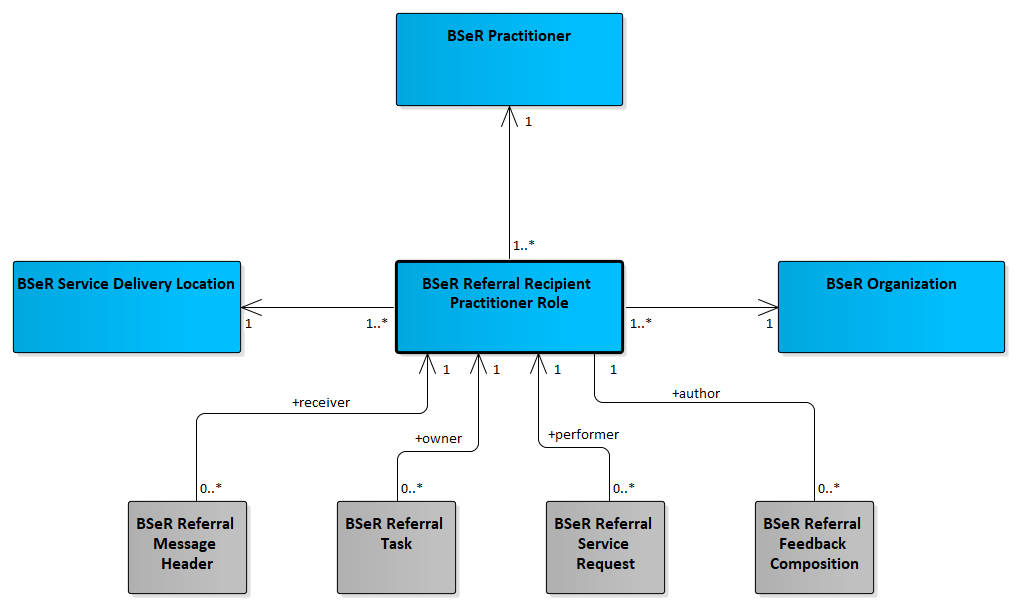 BSeR Practitioner
1
1..*
BSeR Service Delivery Location
BSeR Referral Recipient
Practitioner Role
BSeR Organization
1
1..*
1..*
1
1
1
1
1
+receiver
+owner
+performer
+author
0..*
0..*
0..*
0..*
BSeR Referral
Message
Header
BSeR Referral
Task
BSeR Referral
Service
Request
BSeR Referral
Feedback
Composition